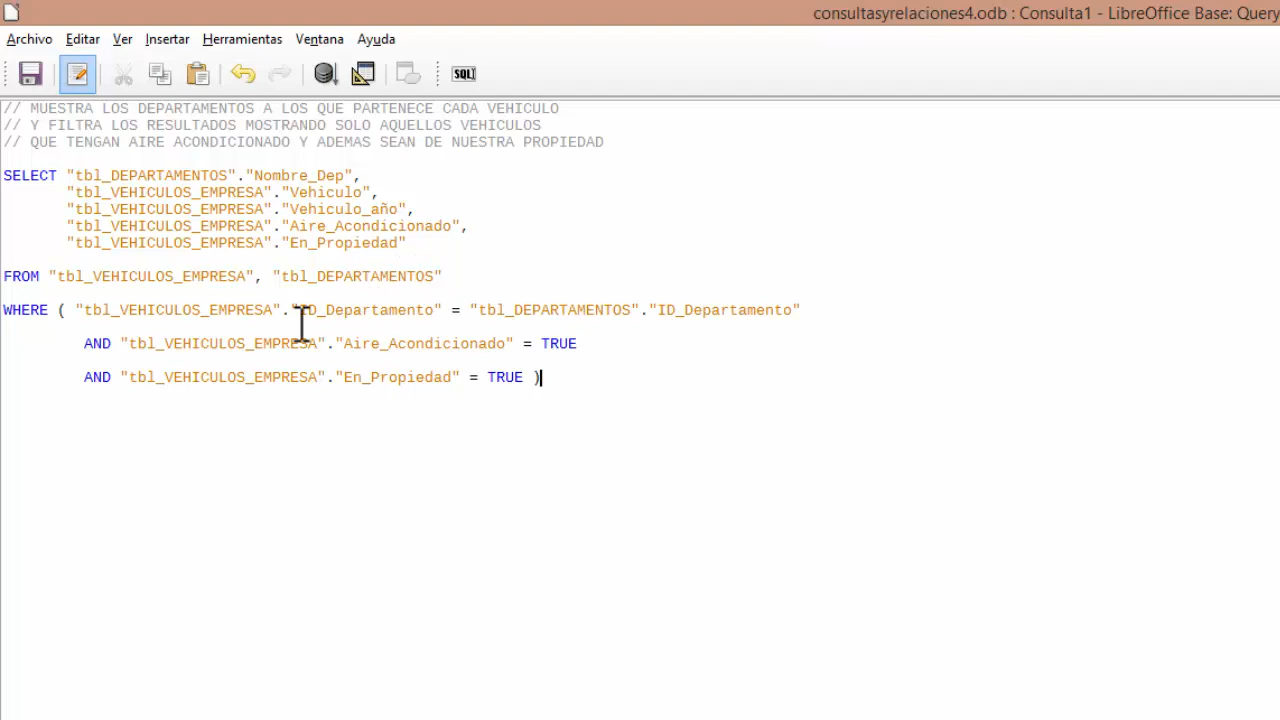 consultasyrelaciones4.odb : Consulta1 - LibreOffice Base: Query
Archivo Editar Ver Insertar Herramientas Ventana Ayuda
SQL
// MUESTRA LOS DEPARTAMENTOS A LOS QUE PARTENECE CADA VEHICULO
// Y FILTRA LOS RESULTADOS MOSTRANDO SOLO AQUELLOS VEHICULOS
// QUE TENGAN AIRE ACONDICIONADO Y ADEMAS SEAN DE NUESTRA PROPIEDAD
SELECT "tbl_DEPARTAMENTOS"."Nombre_Dep",
"tbl_VEHICULOS_EMPRESA"."Vehiculo",
"tbl_VEHICULOS_EMPRESA"."Vehiculo_año",
"tbl_VEHICULOS_EMPRESA"."Aire_Acondicionado",
"tbl_VEHICULOS_EMPRESA"."En_Propiedad"
FROM "tbl_VEHICULOS_EMPRESA", "tbl_DEPARTAMENTOS"
WHERE ( "tbl_VEHICULOS_EMPRESA"."ID_Departamento" = "tbl_DEPARTAMENTOS"."ID_Departamento"
AND "tbl_VEHICULOS_EMPRESA"."Aire_Acondicionado" = TRUE
AND "tbl_VEHICULOS_EMPRESA"."En_Propiedad" = TRUE )